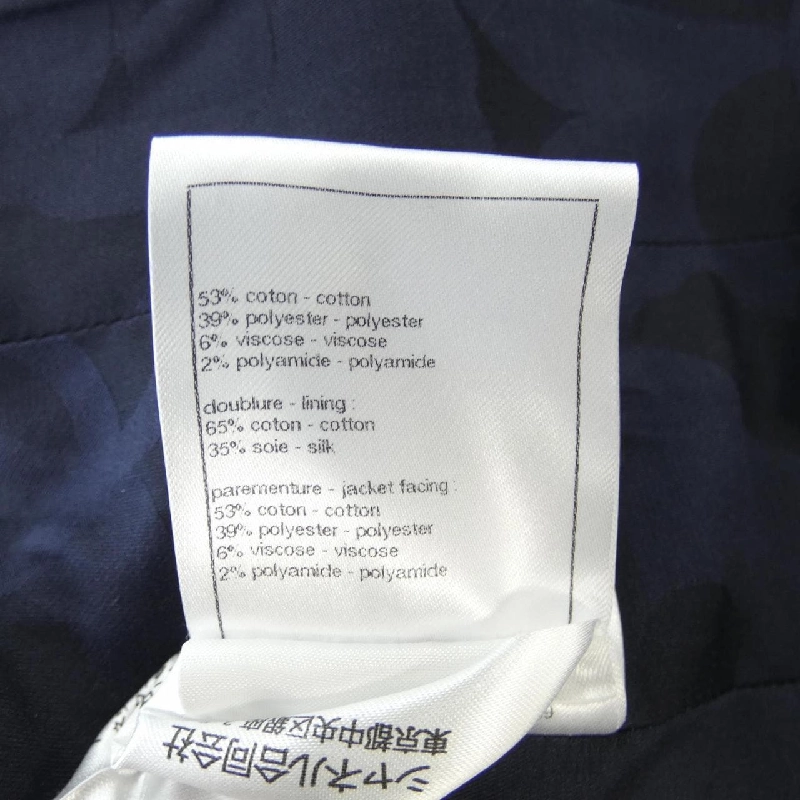 53% coton - cotton
39% polyester - polyester
6% viscose - viscose
2% polyamide - polyamide
doublure - lining :
65% coton - cotton
35% soie - silk
parementure - jacket facing :
53% coton - cotton
39% polyester - polyester
6% viscose - viscose
2% polyamide - polyamide
シャネル合同会社
東京都中央区銀座